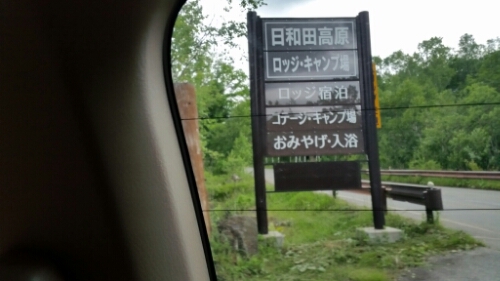 日和田高原
ロッジ・キャンプ場
ロッジ宿泊
コテージ・キャンプ場
おみやげ・入浴